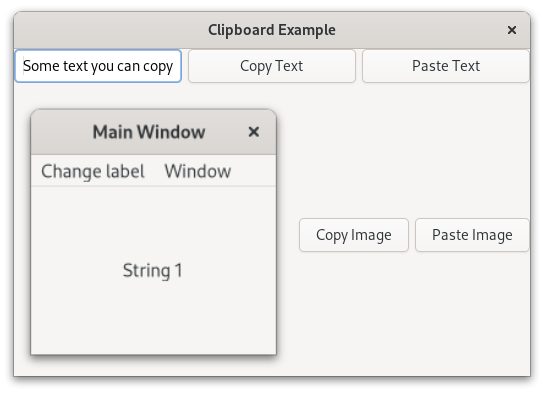 Clipboard Example
Some text you can copy
Copy Text
Paste Text
Main Window
Change label
Window
String 1
Copy Image
Paste Image